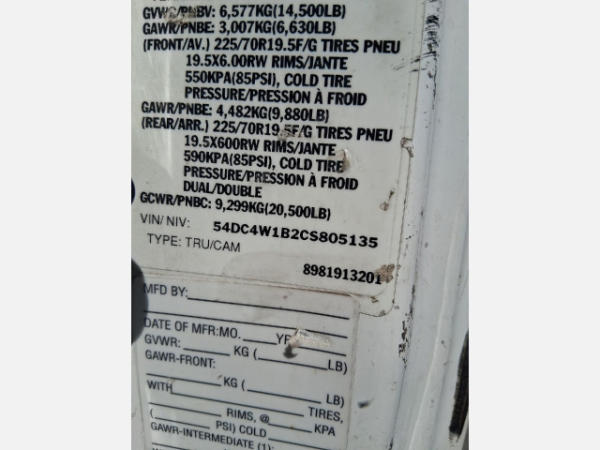 GVWR/PNBV: 6,577KG(14,500LB)
GAWR/PNBE: 3,007KG(6,630LB)
(FRONT/AV.) 225/70R19.5F/G TIRES PNEU
19.5X6.00RW RIMS/JANTE
550KPA(85PSI), COLD TIRE
PRESSURE/PRESSION À FROID
GAWR/PNBE: 4,482KG(9,880LB)
(REAR/ARR.) 225/70R19.5F/G TIRES PNEU
19.5X600RW RIMS/JANTE
590KPA(85PSI), COLD TIRE
PRESSURE/PRESSION À FROID
DUAL/DOUBLE
GCWR/PNBC: 9,299KG(20,500LB)
VIN/ NIV: 54DC4W1B2CS805135
TYPE: TRU/CAM
8981913201
MFD BY:
DATE OF MFR:MO. YR
GVWR: KG ( LB)
GAWR-FRONT:
KG ( LB)
WITH TIRES,
RIMS, @ KPA
( PSI) COLD
GAWR-INTERMEDIATE (1):